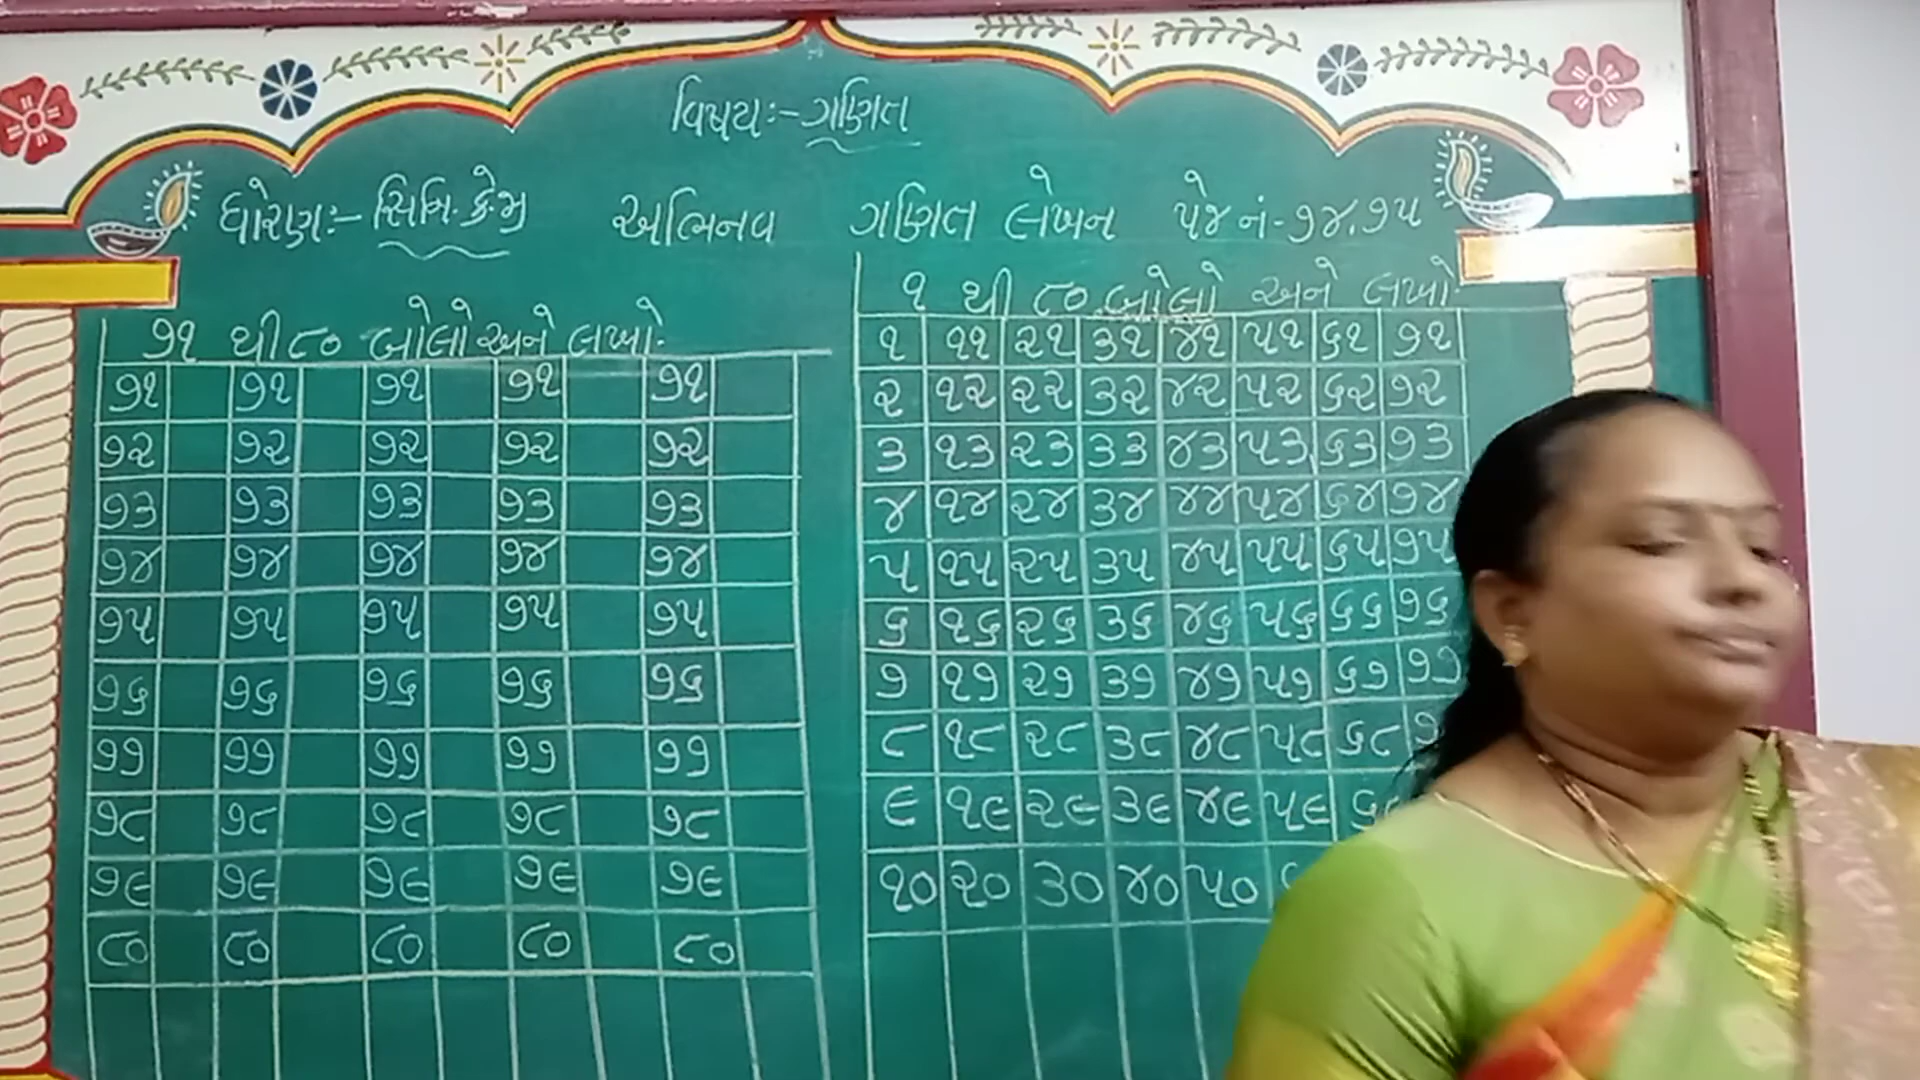 વિષય:- ગણિત
ધોરણ:- સિનિ.કે.જી અભિનવ ગણિત લેખન પેજ નં-૭૪,૭૫
૭૧ થી ૮૦ બોલો અને લખો.
૭૧ ૭૧ ૭૧ ૭૧ ૭૧
૭૨ ૭૨ ૭૨ ૭૨ ૭૨
૭૩ ૭૩ ૭૩ ૭૩ ૭૩
૭૪ ૭૪ ૭૪ ૭૪ ૭૪
૭૫ ૭૫ ૭૫ ૭૫ ૭૫
૭૬ ૭૬ ૭૬ ૭૬ ૭૬
૭૭ ૭૭ ૭૭ ૭૭ ૭૭
૭૮ ૭૮ ૭૮ ૭૮ ૭૮
૭૯ ૭૯ ૭૯ ૭૯ ૭૯
૮૦ ૮૦ ૮૦ ૮૦ ૮૦
૧ થી ૮૦ બોલો અને લખો.
૧ ૧૧ ૨૧ ૩૧ ૪૧ ૫૧ ૬૧ ૭૧
૨ ૧૨ ૨૨ ૩૨ ૪૨ ૫૨ ૬૨ ૭૨
૩ ૧૩ ૨૩ ૩૩ ૪૩ ૫૩ ૬૩ ૭૩
૪ ૧૪ ૨૪ ૩૪ ૪૪ ૫૪ ૬૪ ૭૪
૫ ૧૫ ૨૫ ૩૫ ૪૫ ૫૫ ૬૫ ૭૫
૬ ૧૬ ૨૬ ૩૬ ૪૬ ૫૬ ૬૬ ૭૬
૭ ૧૭ ૨૭ ૩૭ ૪૭ ૫૭ ૬૭ ૭૭
૮ ૧૮ ૨૮ ૩૮ ૪૮ ૫૮ ૬૮
૯ ૧૯ ૨૯ ૩૯ ૪૯ ૫૯
૧૦ ૨૦ ૩૦ ૪૦ ૫૦